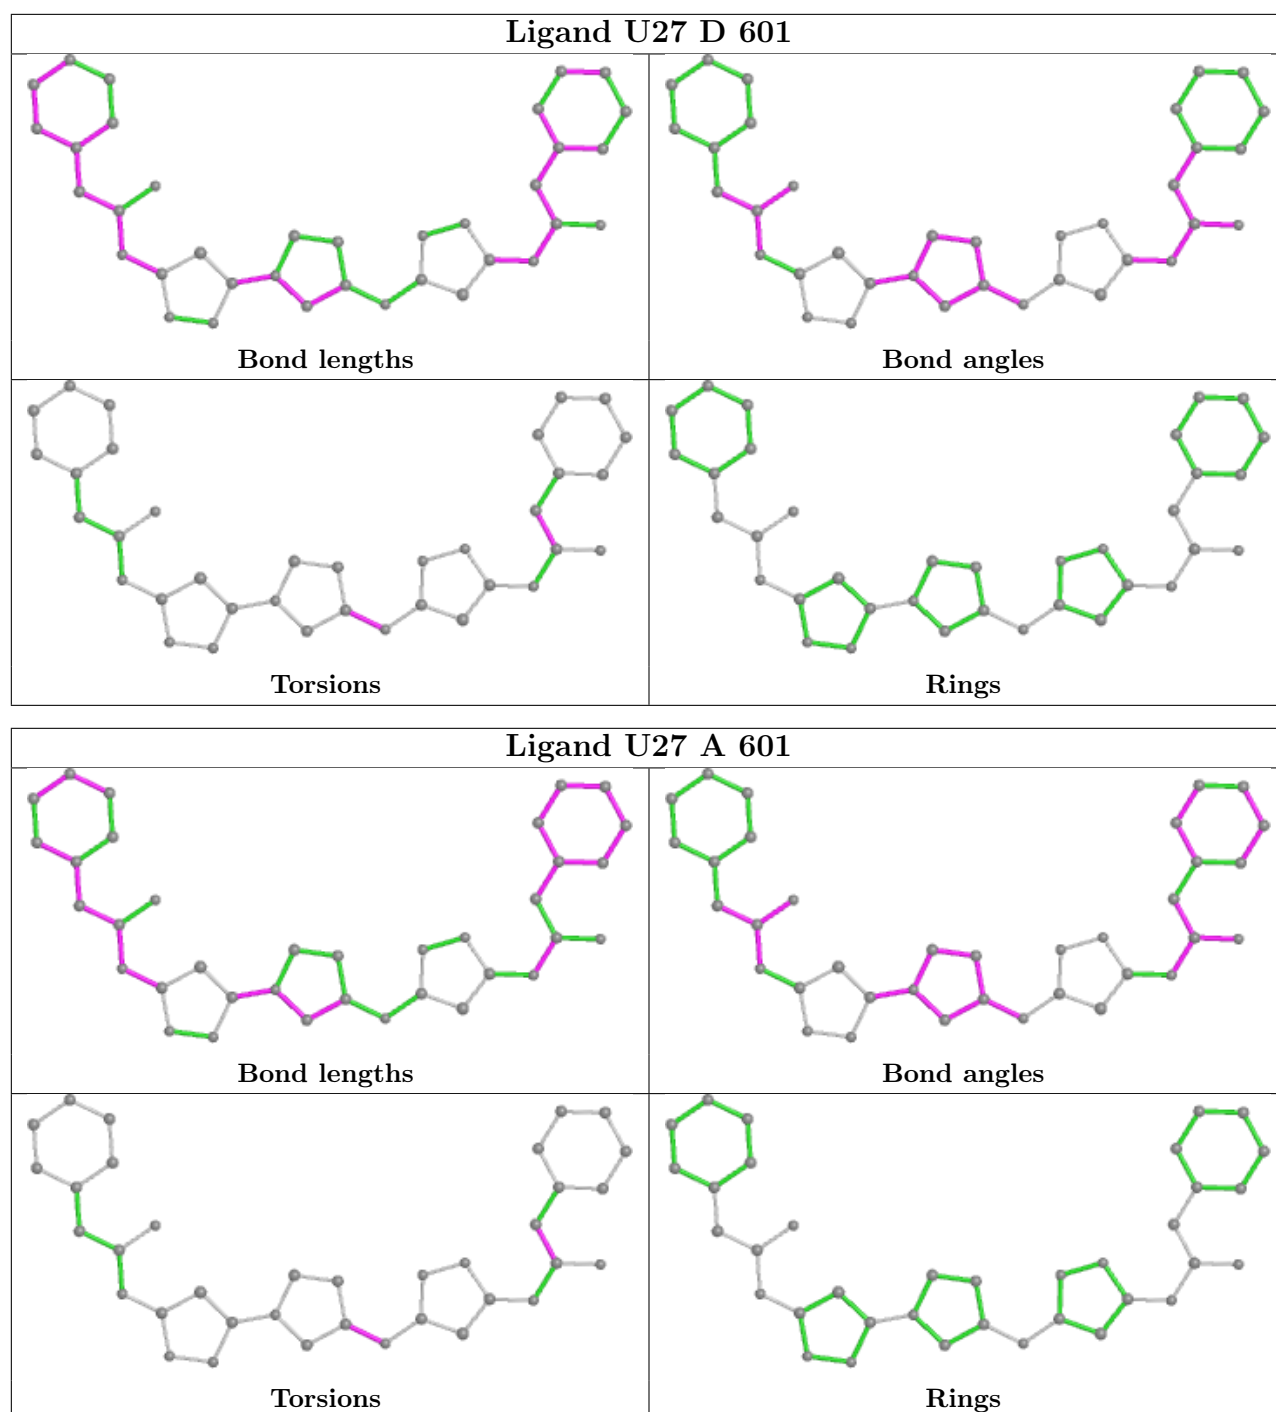 Ligand U27 D 601
Bond lengths
Bond angles
Torsions
Rings
Ligand U27 A 601
Bond lengths
Bond angles
Torsions
Rings